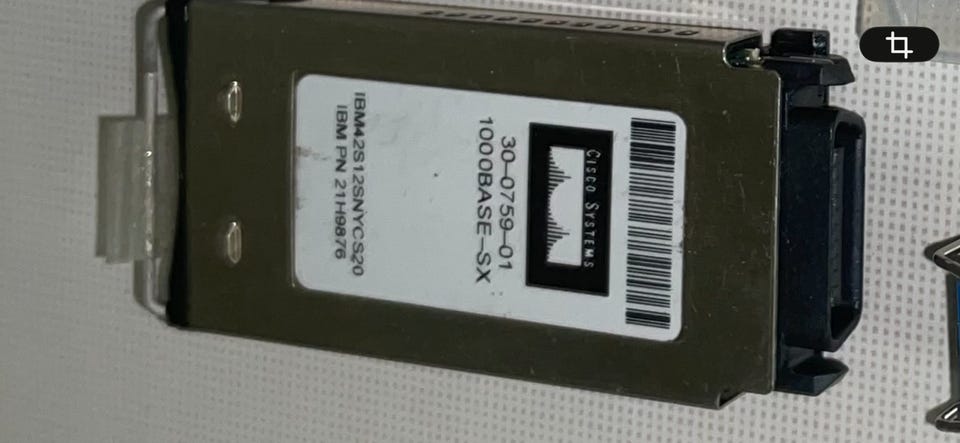 CISCO SYSTEMS
30-0759-01
1000BASE-SX
IBM42S12SNYCS20
IBM PN 21H9876